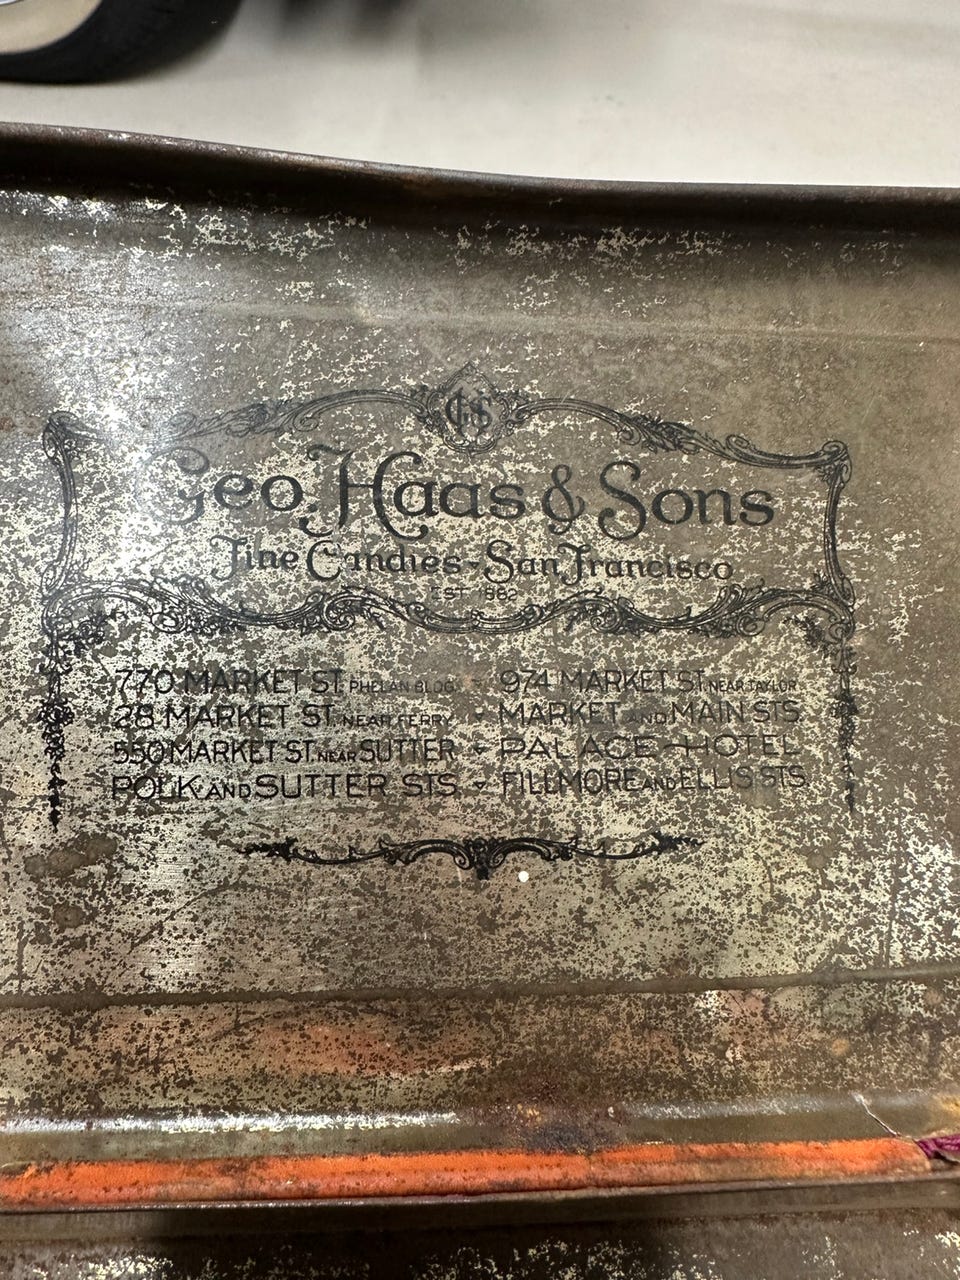 GHS
Geo. Haas & Sons
Fine Candies - San Francisco
EST 1882
770 MARKET ST. PHELAN BLDG. 974 MARKET ST. NEAR TAYLOR
28 MARKET ST. NEAR FERRY MARKET AND MAIN STS.
550 MARKET ST. NEAR SUTTER PALACE HOTEL
POLK AND SUTTER STS. FILLMORE AND ELLIS STS.